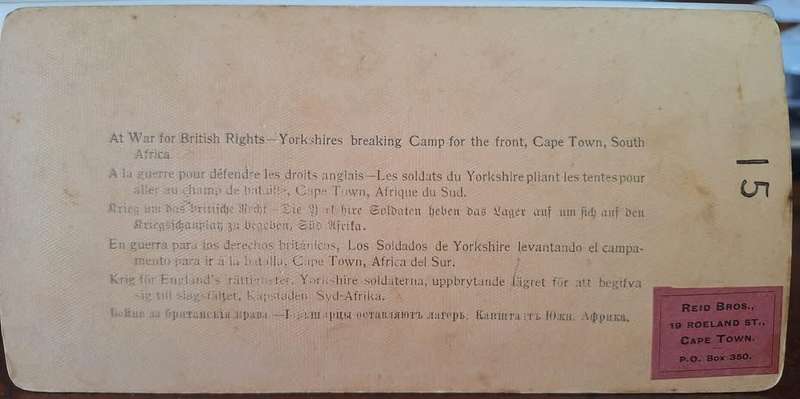 At War for British Rights—Yorkshires breaking Camp for the front, Cape Town, South
Africa
A la guerre pour défendre les droits anglais—Les soldats du Yorkshire pliant les tentes pour
aller au champ de bataille, Cape Town, Afrique du Sud.
Krieg um das britische Recht—Die Soldaten heben das Lager auf um sich auf den
Kriegsschauplatz zu begeben, Süd Afrika.
En guerra para los derechos británicos, Los Soldados de Yorkshire levantando el campa-
mento para ir á la batalla, Cape Town, Africa del Sur.
Krig för England's rättigheter, Yorkshire soldaterna, uppbrytande lägret för att begifva
sig till slagfältet, Kapstaden, Syd-Afrika.
Война за британскія права.— оставляютъ лагерь, Южн. Африка.
15
REID BROS.,
19 ROELAND ST.,
CAPE TOWN.
P.O. BOX 350.